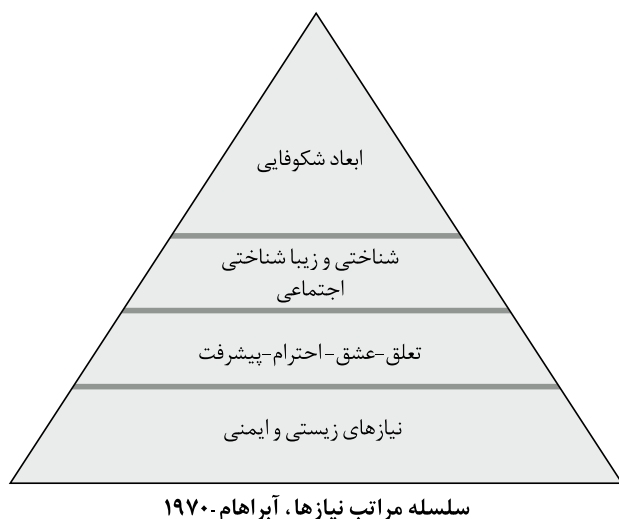 ابعاد شکوفایی
شناختی و زیبا شناختی
اجتماعی
تعلق-عشق-احترام-پیشرفت
نیازهای زیستی و ایمنی
سلسله مراتب نیازها، آبراهام-۱۹۷۰